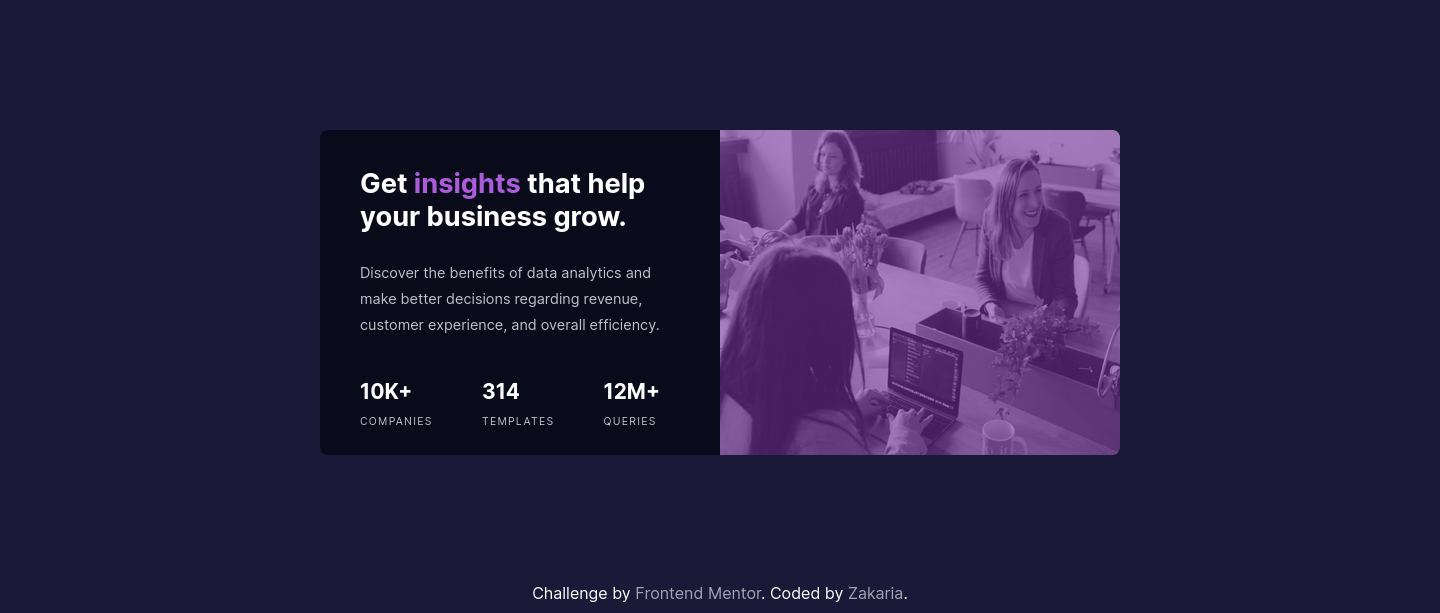 Get insights that help
your business grow.
Discover the benefits of data analytics and
make better decisions regarding revenue,
customer experience, and overall efficiency.
10K+ 314 12M+
COMPANIES TEMPLATES QUERIES
Challenge by Frontend Mentor. Coded by Zakaria.